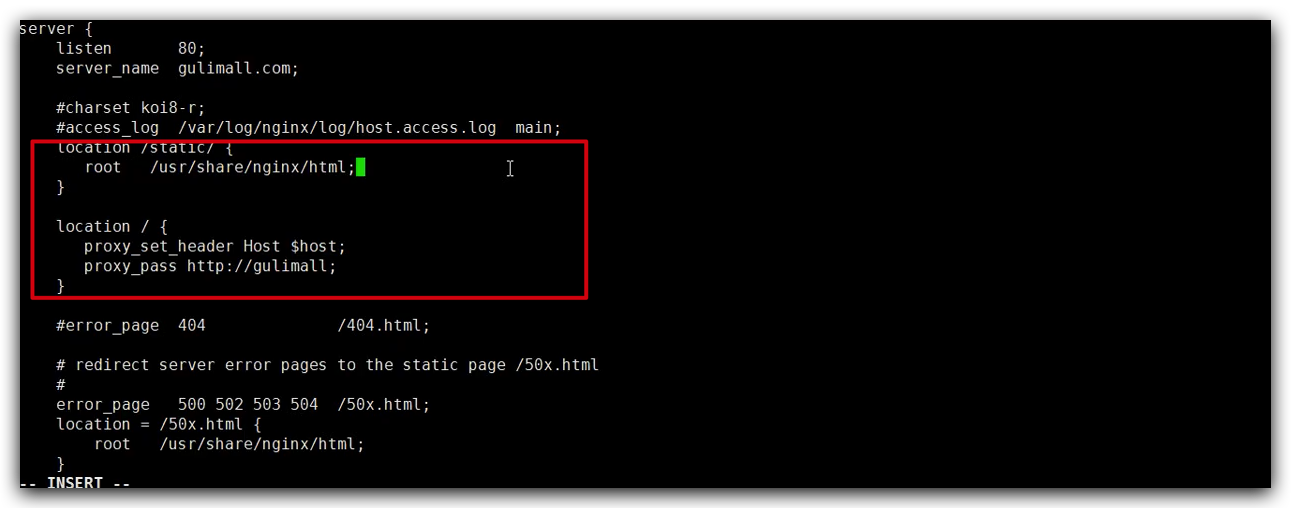 server {
    listen       80;
    server_name  gulimall.com;

    #charset koi8-r;
    #access_log  /var/log/nginx/log/host.access.log  main;
    location /static/ {
       root   /usr/share/nginx/html;
    }

    location / {
       proxy_set_header Host $host;
       proxy_pass http://gulimall;
    }

    #error_page  404              /404.html;

    # redirect server error pages to the static page /50x.html
    #
    error_page   500 502 503 504  /50x.html;
    location = /50x.html {
        root   /usr/share/nginx/html;
    }
-- INSERT --